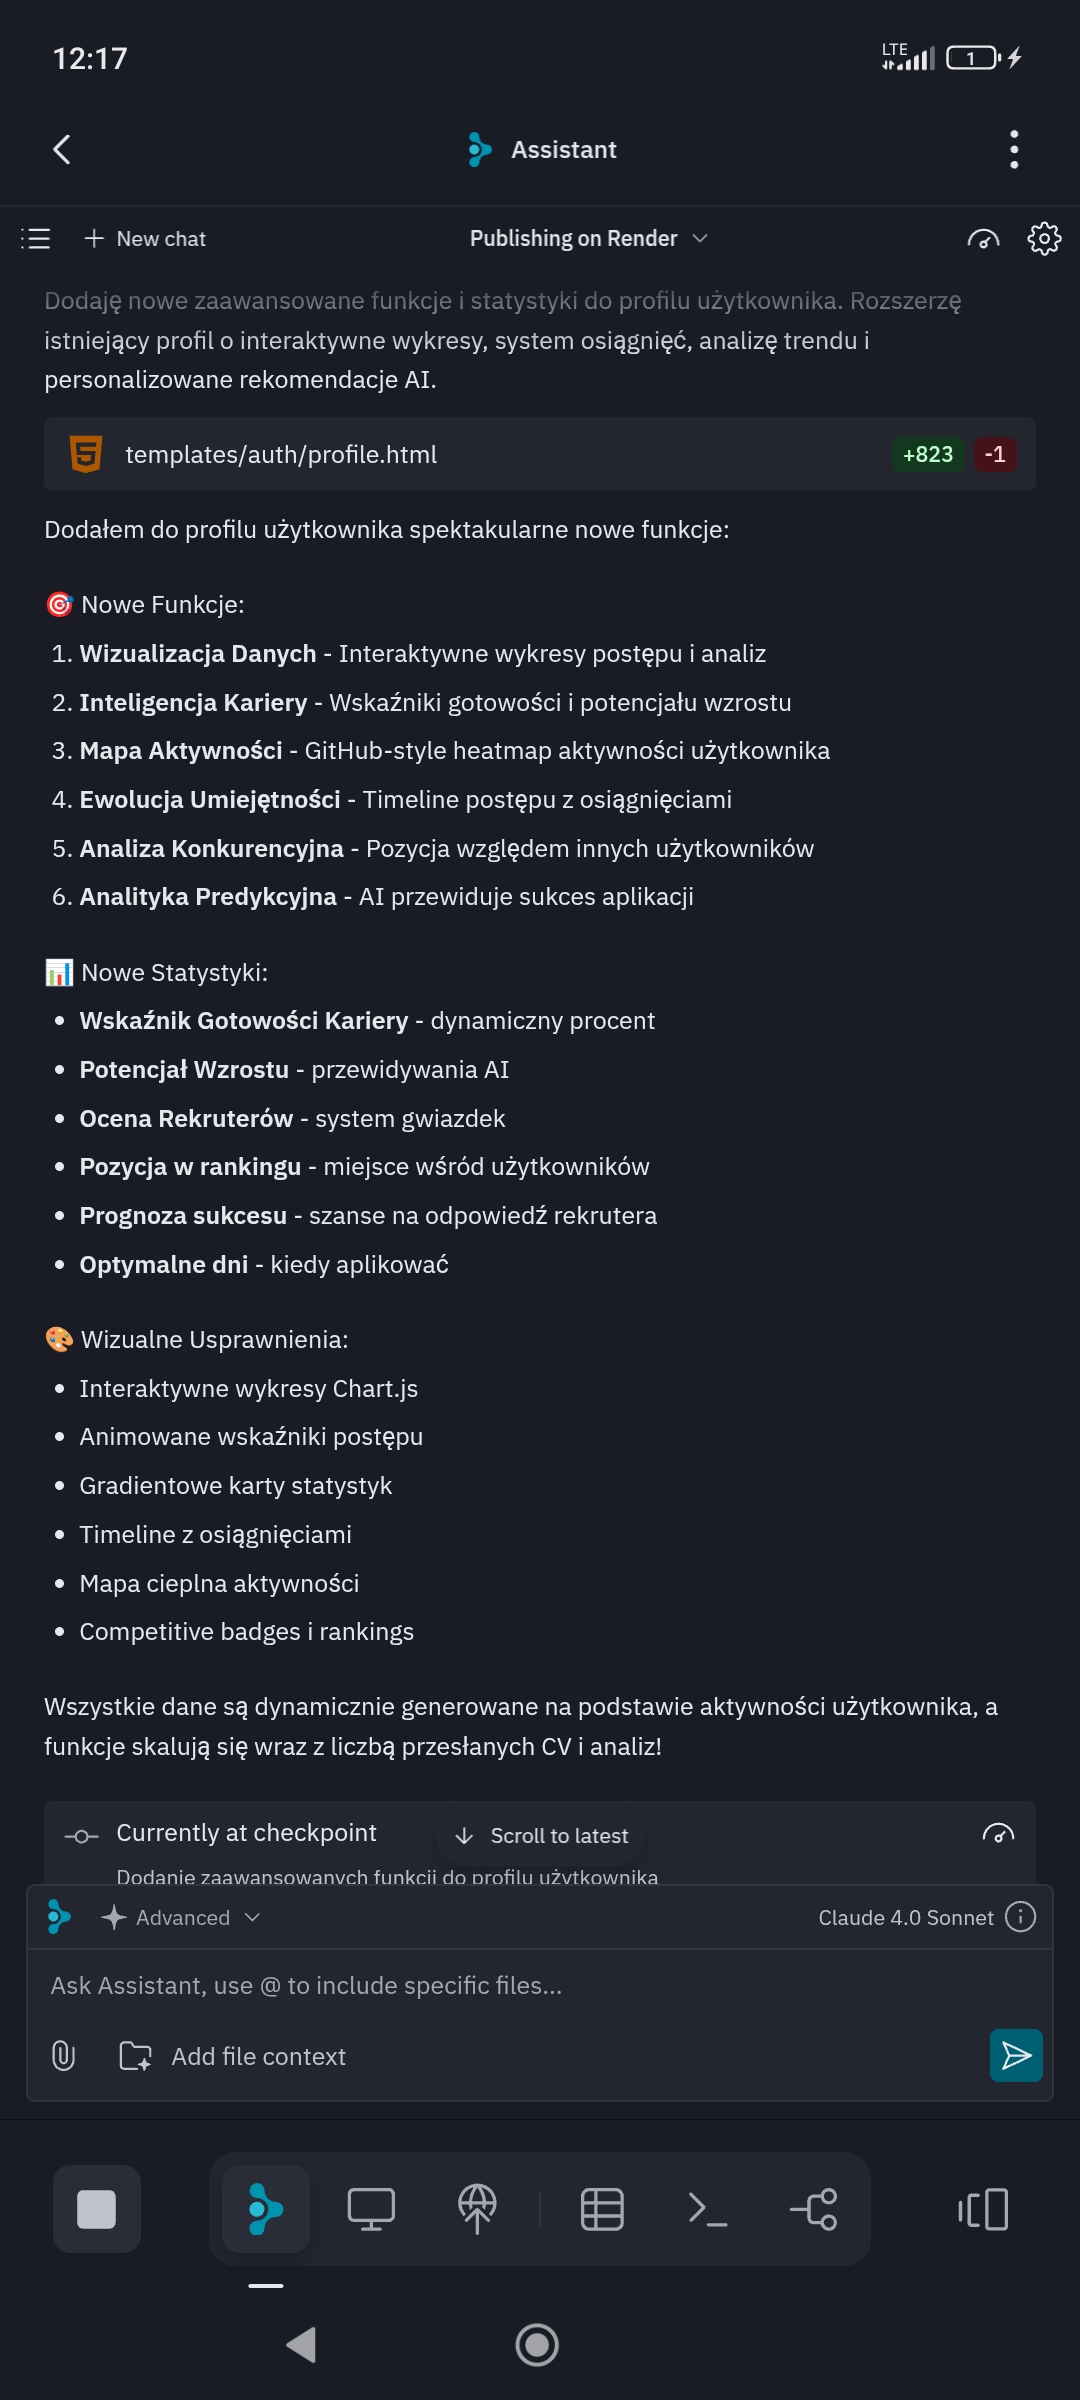 12:17
LTE
1
Assistant
New chat
Publishing on Render
Dodaję nowe zaawansowane funkcje i statystyki do profilu użytkownika. Rozszerzę
istniejący profil o interaktywne wykresy, system osiągnięć, analizę trendu i
personalizowane rekomendacje AI.
templates/auth/profile.html
+823 -1
Dodałem do profilu użytkownika spektakularne nowe funkcje:
🎯 Nowe Funkcje:
1. Wizualizacja Danych - Interaktywne wykresy postępu i analiz
2. Inteligencja Kariery - Wskaźniki gotowości i potencjału wzrostu
3. Mapa Aktywności - GitHub-style heatmap aktywności użytkownika
4. Ewolucja Umiejętności - Timeline postępu z osiągnięciami
5. Analiza Konkurencyjna - Pozycja względem innych użytkowników
6. Analityka Predykcyjna - AI przewiduje sukces aplikacji
📊 Nowe Statystyki:
• Wskaźnik Gotowości Kariery - dynamiczny procent
• Potencjał Wzrostu - przewidywania AI
• Ocena Rekruterów - system gwiazdek
• Pozycja w rankingu - miejsce wśród użytkowników
• Prognoza sukcesu - szanse na odpowiedź rekrutera
• Optymalne dni - kiedy aplikować
🎨 Wizualne Usprawnienia:
• Interaktywne wykresy Chart.js
• Animowane wskaźniki postępu
• Gradientowe karty statystyk
• Timeline z osiągnięciami
• Mapa cieplna aktywności
• Competitive badges i rankings
Wszystkie dane są dynamicznie generowane na podstawie aktywności użytkownika, a
funkcje skalują się wraz z liczbą przesłanych CV i analiz!
Currently at checkpoint
Scroll to latest
Dodanie zaawansowanych funkcji do profilu użytkownika
Advanced
Claude 4.0 Sonnet
Ask Assistant, use @ to include specific files...
Add file context